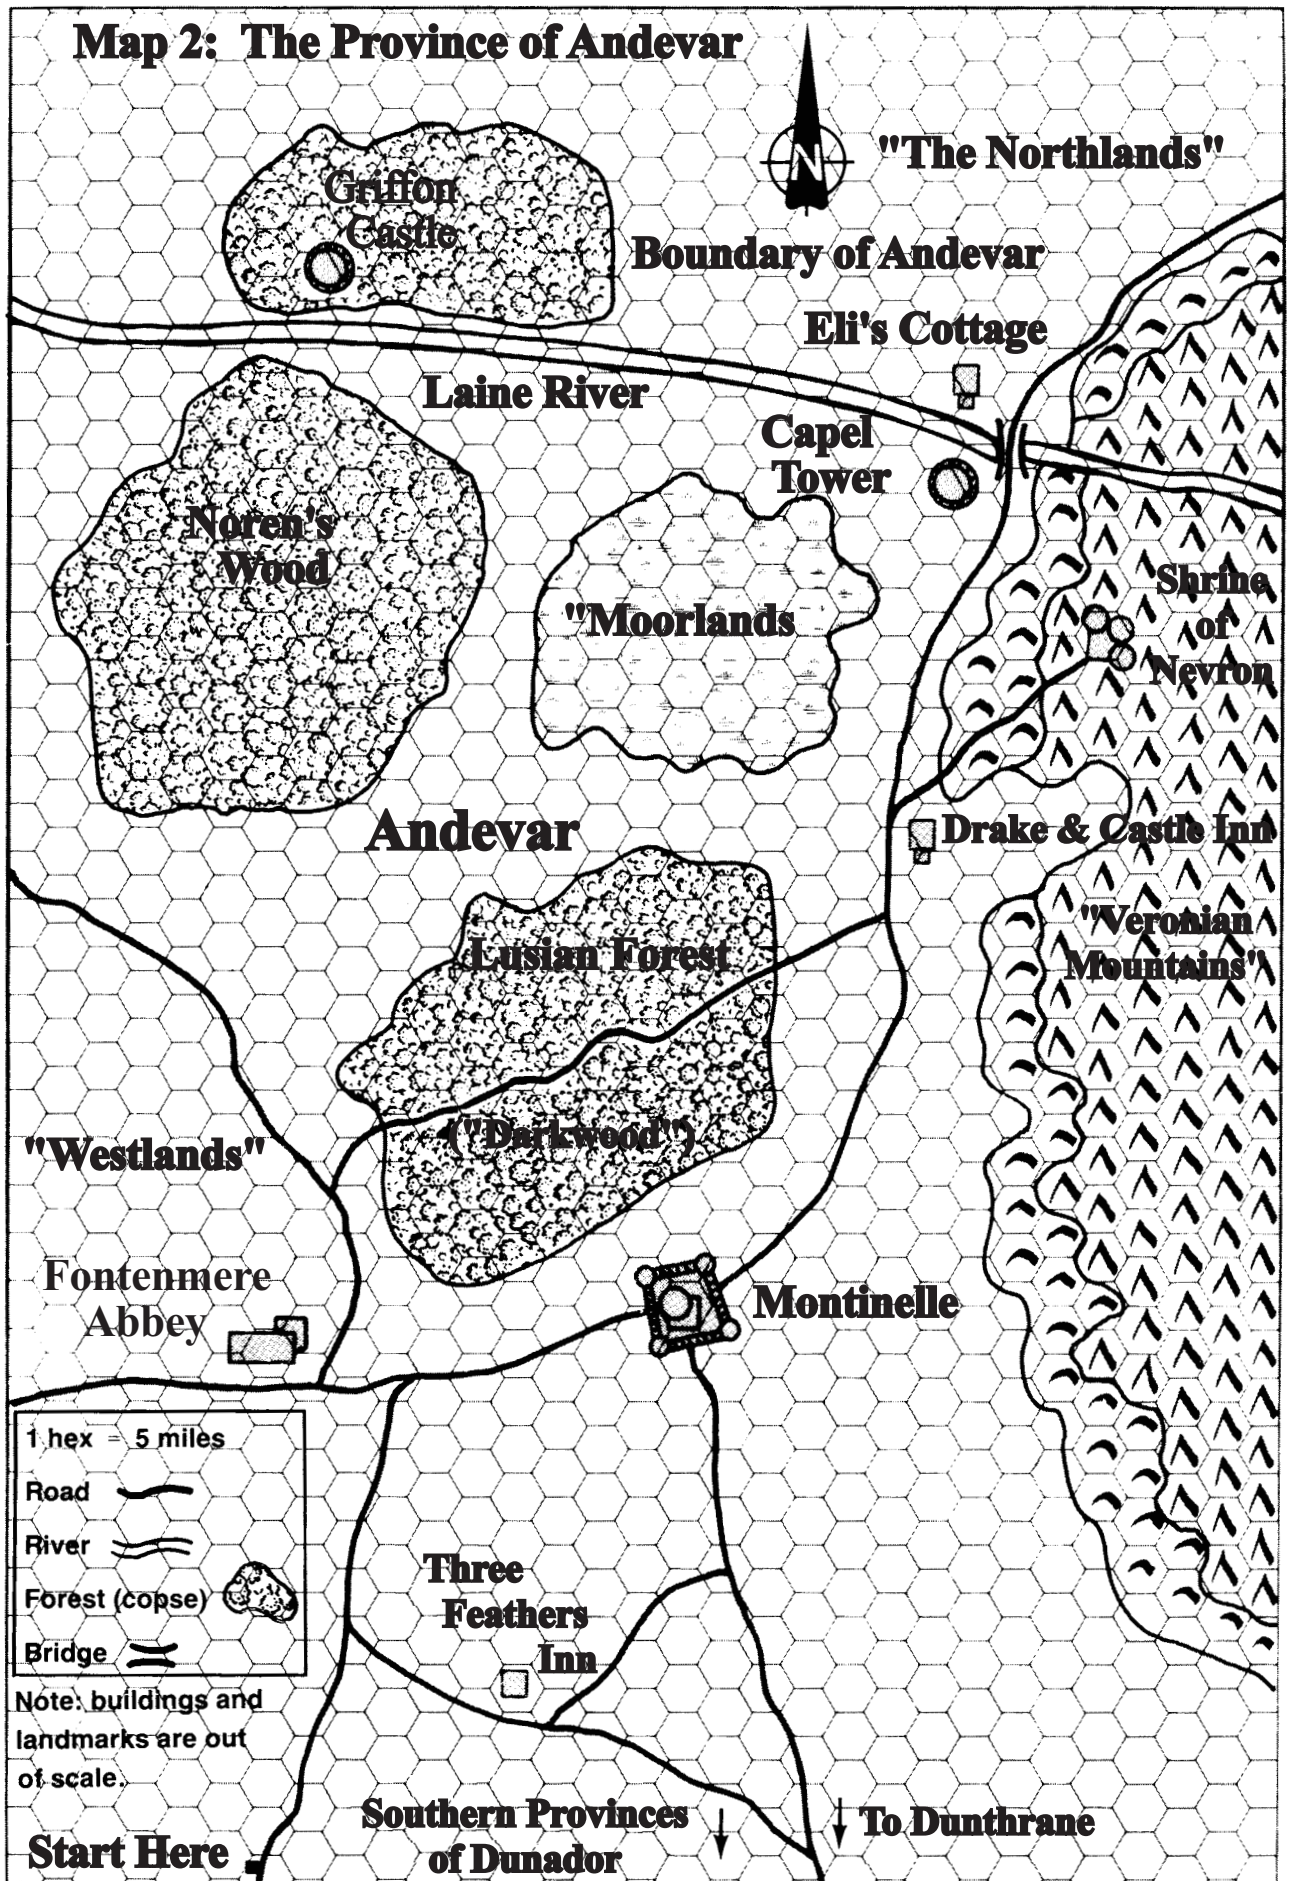 Map 2: The Province of Andevar
N
"The Northlands"
Griffon
Castle
Boundary of Andevar
Eli's Cottage
Laine River
Capel
Tower
Noren's
Wood
"Moorlands
Shrine
of
Nevron
Andevar
Drake & Castle Inn
Lusian Forest
"Veronian
Mountains"
("Darkwood")
"Westlands"
Fontenmere
Abbey
Montinelle
1 hex = 5 miles
Road
River
Forest (copse)
Bridge
Note: buildings and
landmarks are out
of scale.
Three
Feathers
Inn
Start Here
Southern Provinces
of Dunador
To Dunthrane